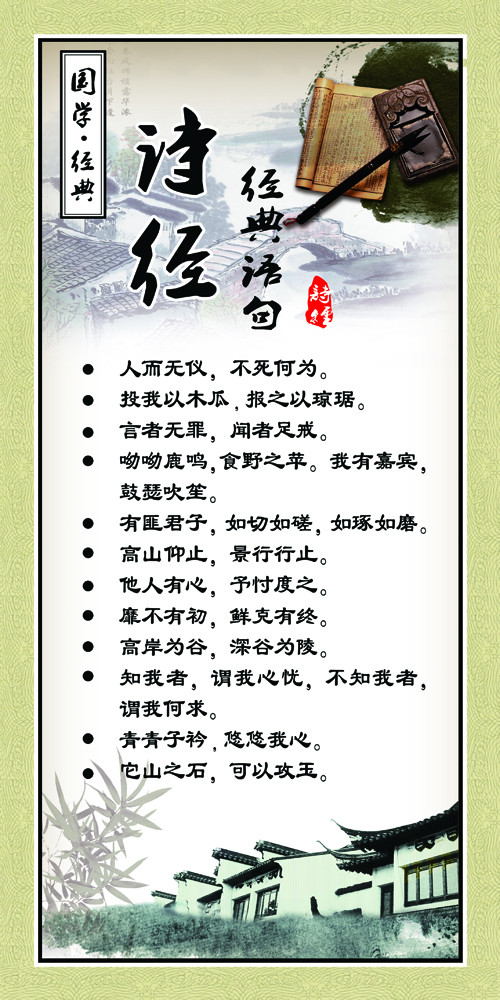 国学·经典
诗经
经典语句
詩經
人而无仪，不死何为。
投我以木瓜，报之以琼琚。
言者无罪，闻者足戒。
呦呦鹿鸣，食野之苹。我有嘉宾，
鼓瑟吹笙。
有匪君子，如切如磋，如琢如磨。
高山仰止，景行行止。
他人有心，予忖度之。
靡不有初，鲜克有终。
高岸为谷，深谷为陵。
知我者，谓我心忧，不知我者，
谓我何求。
青青子衿，悠悠我心。
它山之石，可以攻玉。